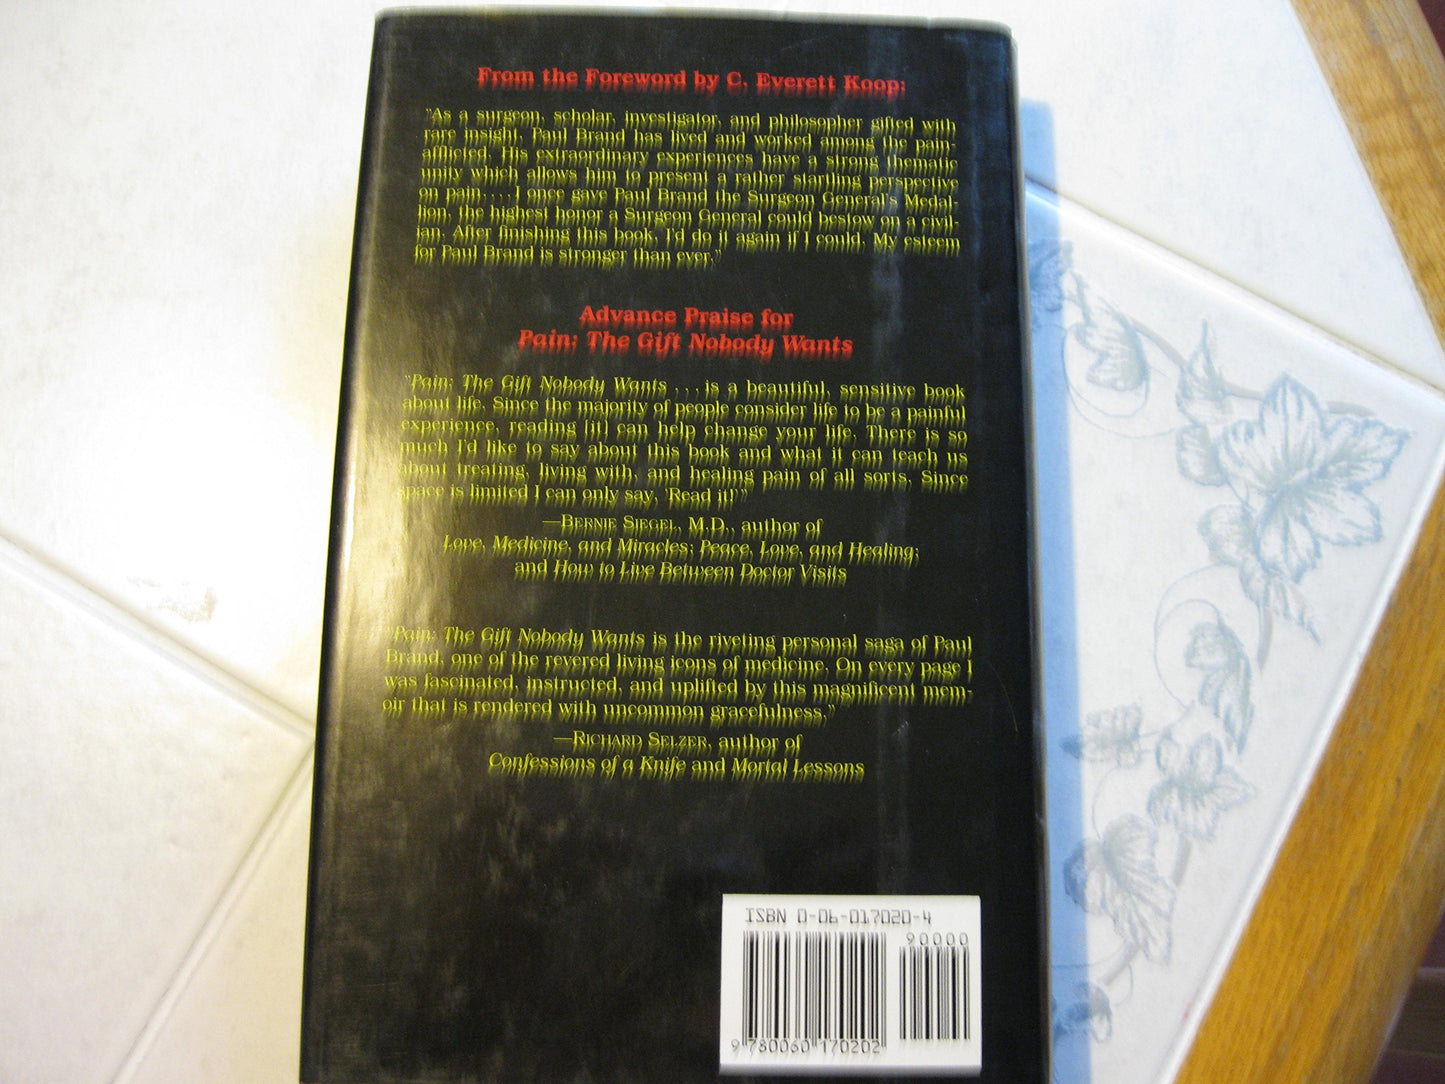 From the Foreword by C. Everett Koop:
"As a surgeon, scholar, investigator, and philosopher gifted with
rare insight, Paul Brand has lived and worked among the pain-
afflicted. His extraordinary experiences have a strong thematic
unity which allows him to present a rather startling perspective
on pain. . . . I once gave Paul Brand the Surgeon General's Medal-
lion, the highest honor a Surgeon General could bestow on a civil-
ian. After finishing this book, I'd do it again if I could. My esteem
for Paul Brand is stronger than ever."
Advance Praise for
Pain: The Gift Nobody Wants
"Pain: The Gift Nobody Wants . . . is a beautiful, sensitive book
about life. Since the majority of people consider life to be a painful
experience, reading [it] can help change your life. There is so
much I'd like to say about this book and what it can teach us
about treating, living with, and healing pain of all sorts. Since
space is limited I can only say, 'Read it!'"
—BERNIE SIEGEL, M.D., author of
Love, Medicine, and Miracles; Peace, Love, and Healing;
and How to Live Between Doctor Visits
"Pain: The Gift Nobody Wants is the riveting personal saga of Paul
Brand, one of the revered living icons of medicine. On every page I
was fascinated, instructed, and uplifted by this magnificent mem-
oir that is rendered with uncommon gracefulness."
—RICHARD SELZER, author of
Confessions of a Knife and Mortal Lessons
ISBN 0-06-017020-4
90000
9 780060 170202